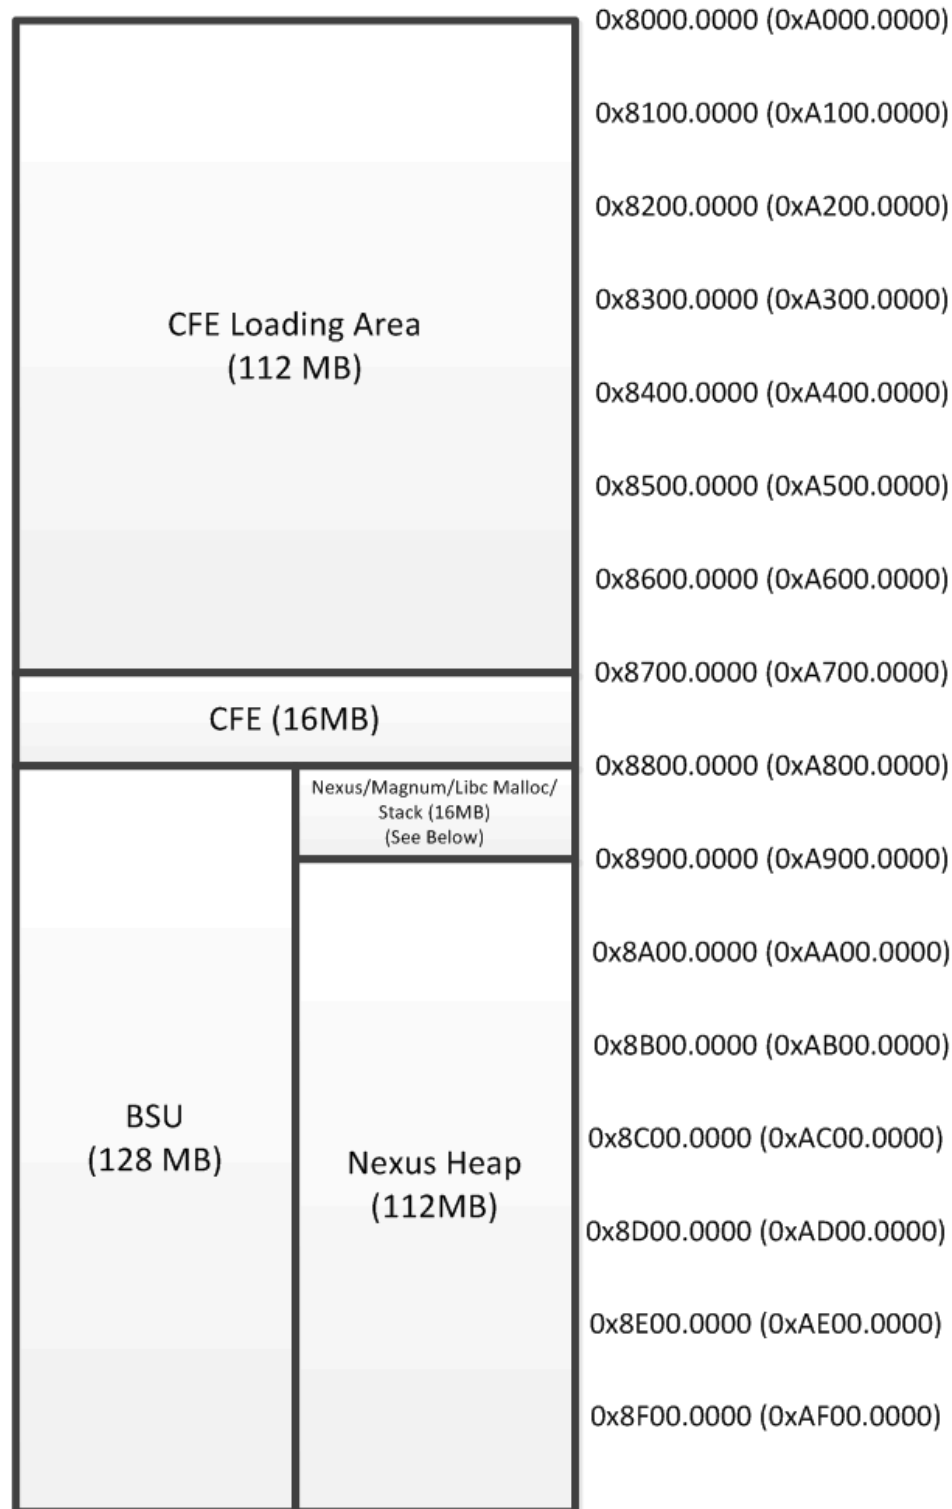 0x8000.0000 (0xA000.0000)
0x8100.0000 (0xA100.0000)
0x8200.0000 (0xA200.0000)
0x8300.0000 (0xA300.0000)
CFE Loading Area
(112 MB)
0x8400.0000 (0xA400.0000)
0x8500.0000 (0xA500.0000)
0x8600.0000 (0xA600.0000)
0x8700.0000 (0xA700.0000)
CFE (16MB)
0x8800.0000 (0xA800.0000)
Nexus/Magnum/Libc Malloc/
Stack (16MB)
(See Below)
0x8900.0000 (0xA900.0000)
0x8A00.0000 (0xAA00.0000)
0x8B00.0000 (0xAB00.0000)
BSU
(128 MB)
0x8C00.0000 (0xAC00.0000)
Nexus Heap
(112MB)
0x8D00.0000 (0xAD00.0000)
0x8E00.0000 (0xAE00.0000)
0x8F00.0000 (0xAF00.0000)